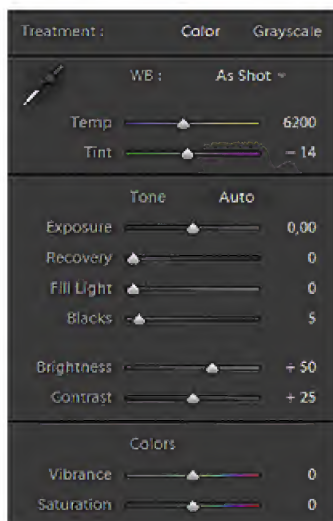 Treatment : Color Grayscale
WB : As Shot
Temp 6200
Tint – 14
Tone Auto
Exposure 0,00
Recovery 0
Fill Light 0
Blacks 5
Brightness + 50
Contrast + 25
Colors
Vibrance 0
Saturation 0